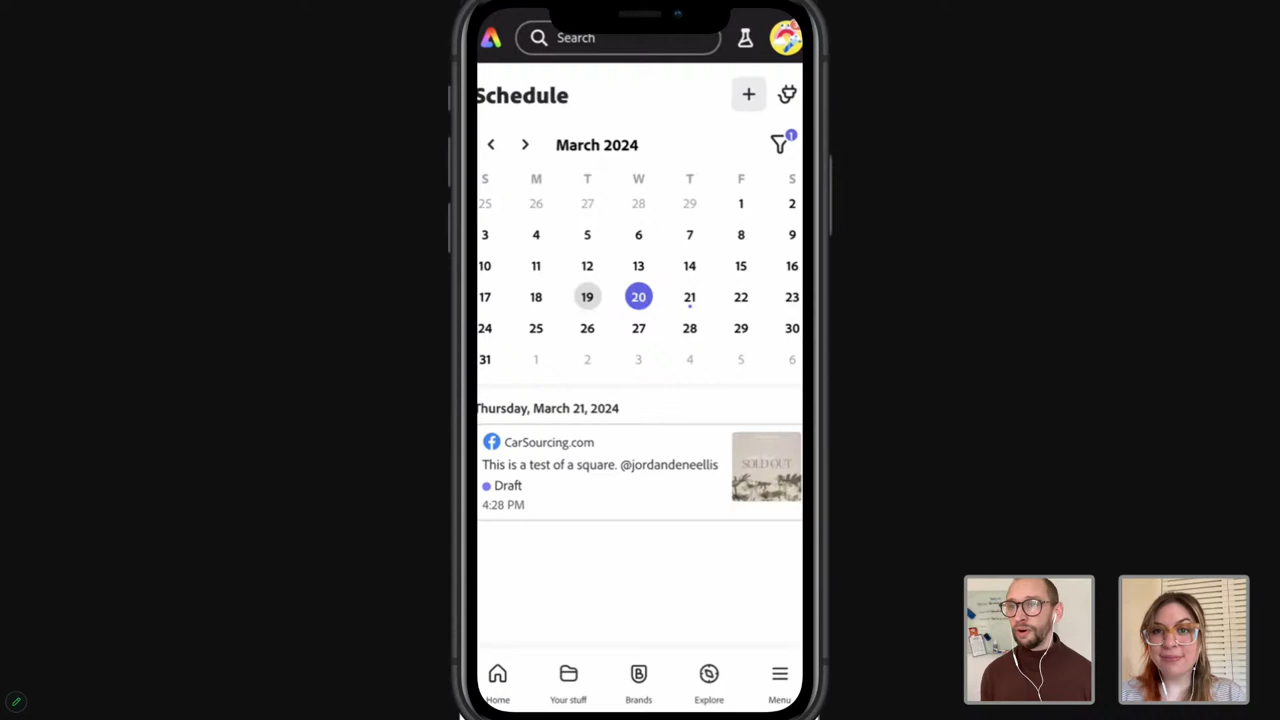 Search
Schedule
+
March 2024
1
S M T W T F S
25 26 27 28 29 1 2
3 4 5 6 7 8 9
10 11 12 13 14 15 16
17 18 19 20 21 22 23
24 25 26 27 28 29 30
31 1 2 3 4 5 6
Thursday, March 21, 2024
CarSourcing.com
This is a test of a square. @jordandeneellis
SOLD OUT
Draft
4:28 PM
Home Your stuff Brands Explore Menu